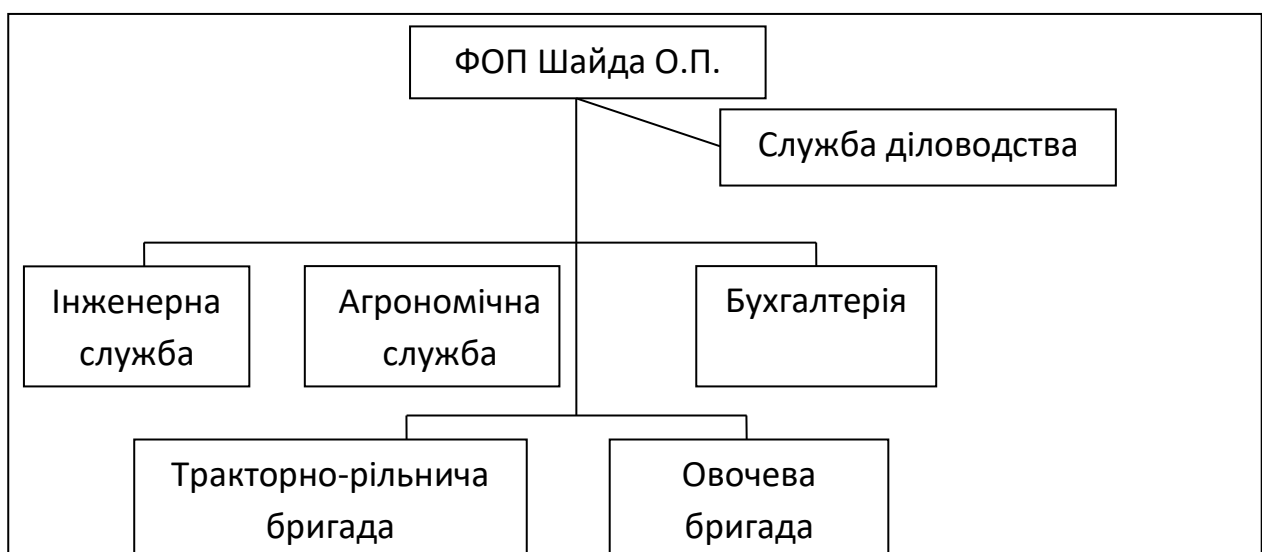 ФОП Шайда О.П.
Служба діловодства
Інженерна
служба
Агрономічна
служба
Бухгалтерія
Тракторно-рільнича
бригада
Овочева
бригада